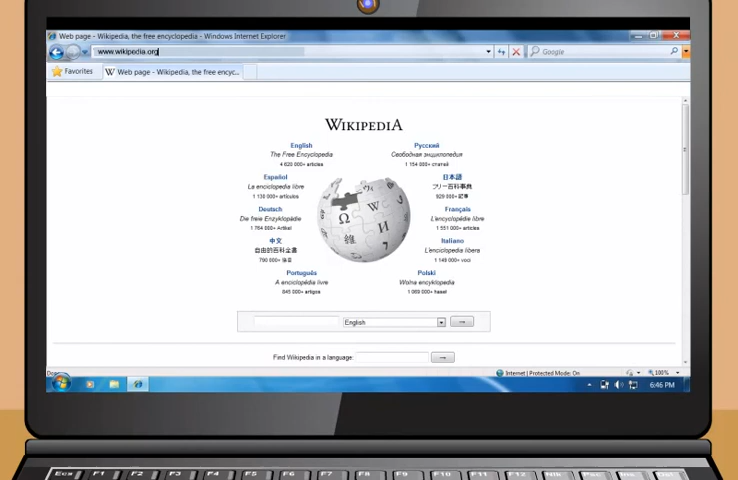 Web page - Wikipedia, the free encyclopedia - Windows Internet Explorer
www.wikipedia.org
Google
Favorites
W Web page - Wikipedia, the free encyc...
WIKIPEDIA
English
The Free Encyclopedia
4 620 000+ articles
Русский
Свободная энциклопедия
1 154 000+ статей
Español
La enciclopedia libre
1 130 000+ artículos
日本語
フリー百科事典
929 000+ 記事
Deutsch
Die freie Enzyklopädie
1 764 000+ Artikel
Français
L'encyclopédie libre
1 551 000+ articles
中文
自由的百科全書
790 000+ 條目
Italiano
L'enciclopedia libera
1 149 000+ voci
Português
A enciclopédia livre
845 000+ artigos
Polski
Wolna encyklopedia
1 069 000+ haseł
Ω W И 維
English
Find Wikipedia in a language:
Internet | Protected Mode: On
100%
6:46 PM
Esc F1 F2 F3 F4 F5 F6 F7 F8 F9 F10 F11 F12